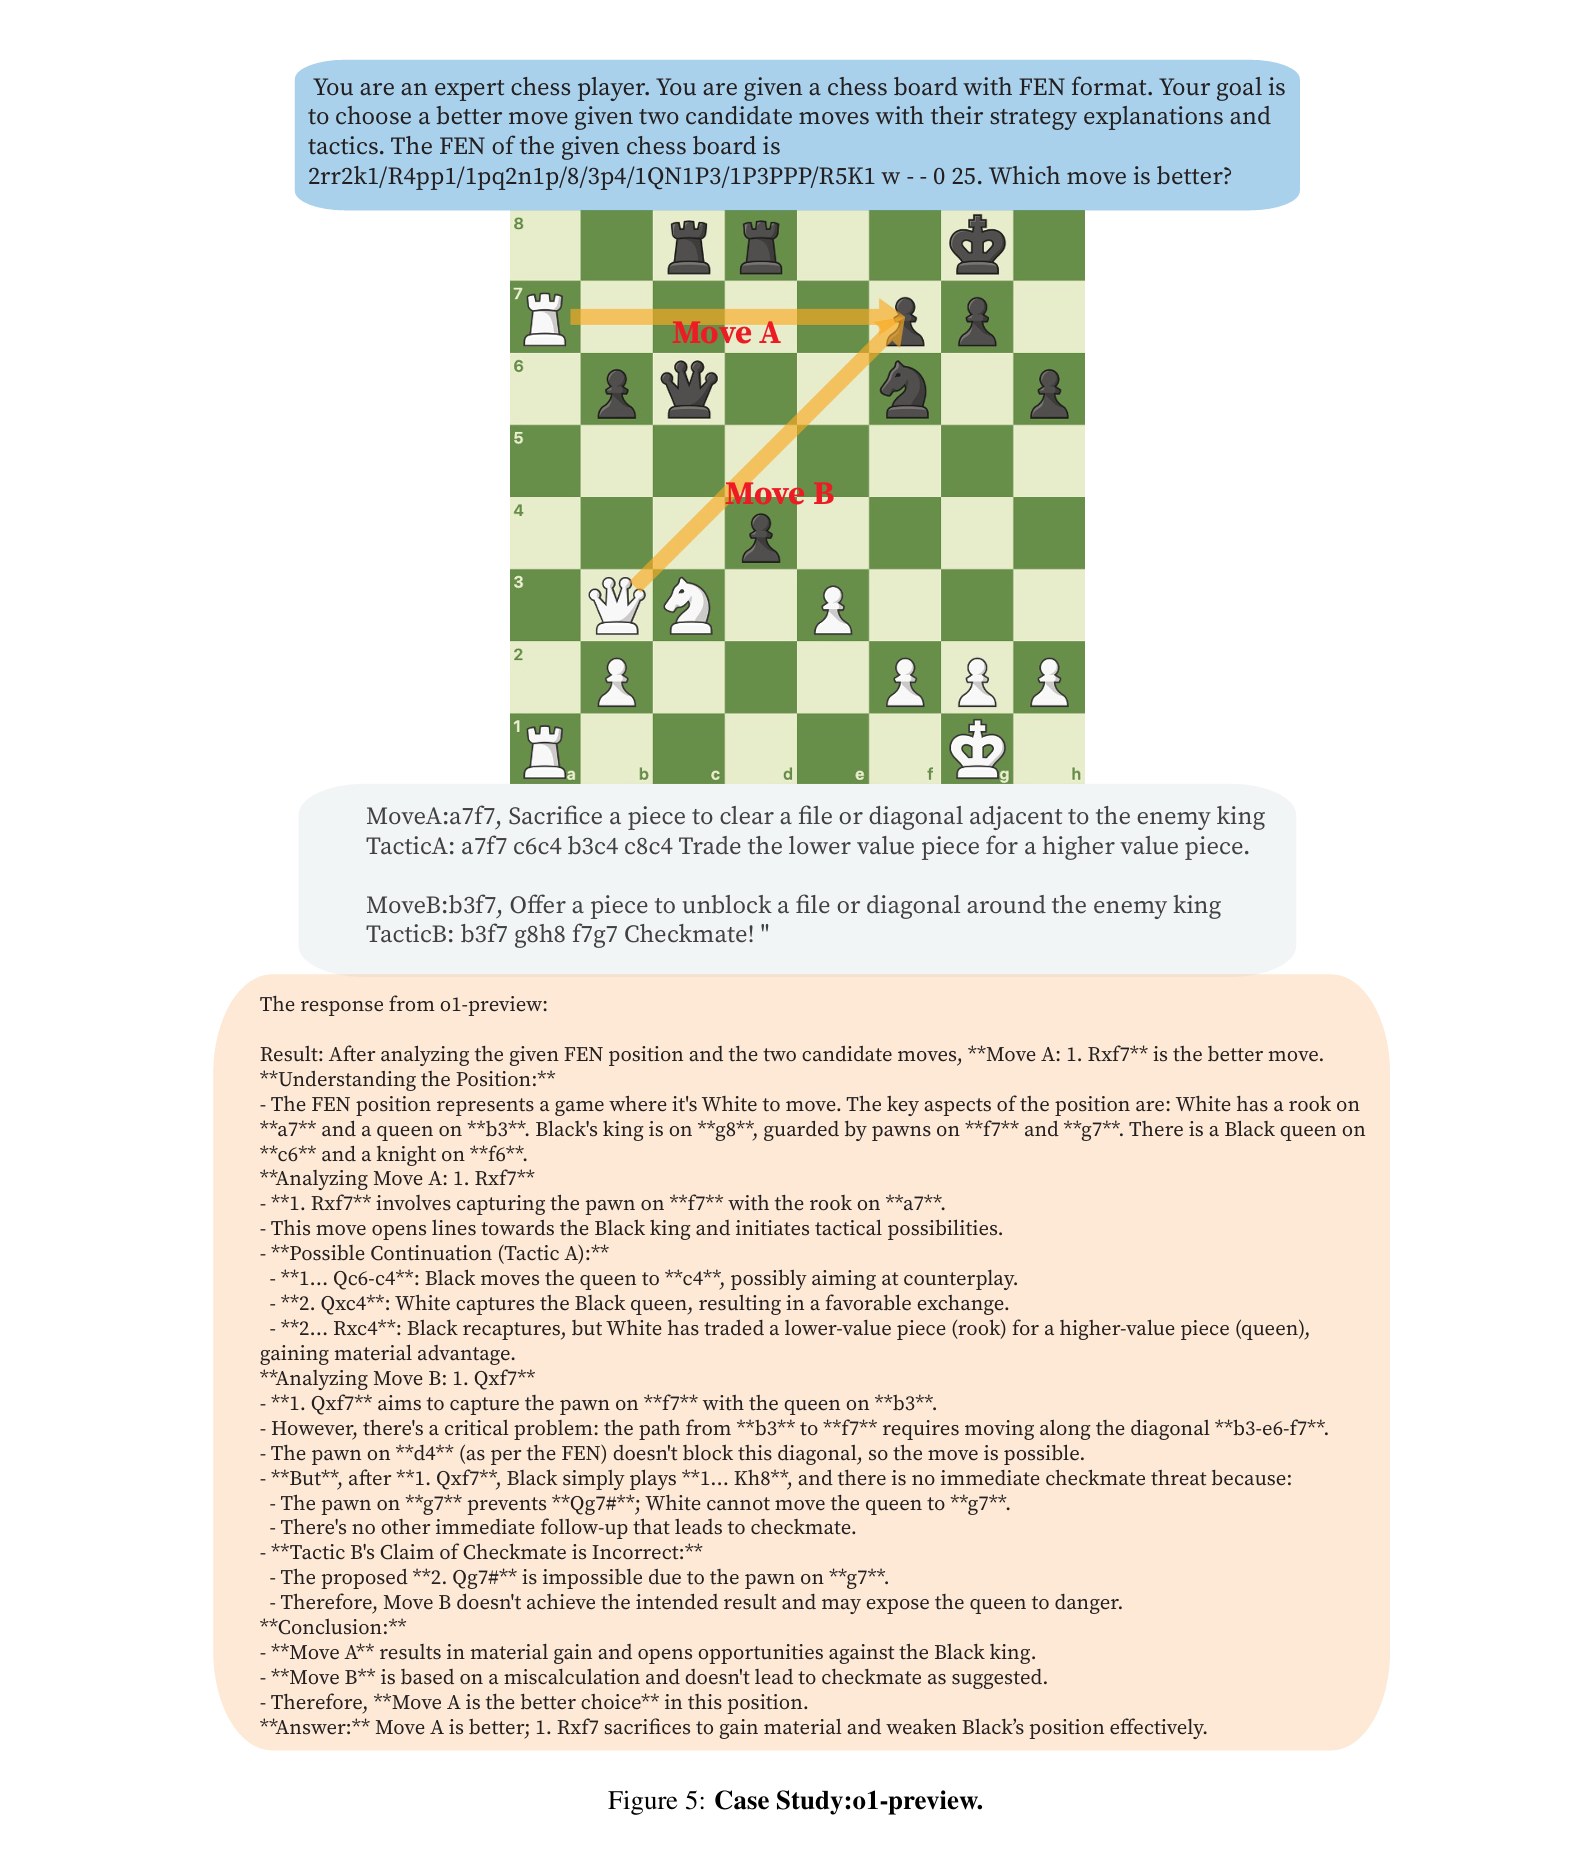 You are an expert chess player. You are given a chess board with FEN format. Your goal is
to choose a better move given two candidate moves with their strategy explanations and
tactics. The FEN of the given chess board is
2rr2k1/R4pp1/1pq2n1p/8/3p4/1QN1P3/1P3PPP/R5K1 w - - 0 25. Which move is better?
8
7
Move A
6
5
Move B
4
3
2
1
a b c d e f g h
MoveA:a7f7, Sacrifice a piece to clear a file or diagonal adjacent to the enemy king
TacticA: a7f7 c6c4 b3c4 c8c4 Trade the lower value piece for a higher value piece.
MoveB:b3f7, Offer a piece to unblock a file or diagonal around the enemy king
TacticB: b3f7 g8h8 f7g7 Checkmate! "
The response from o1-preview:
Result: After analyzing the given FEN position and the two candidate moves, **Move A: 1. Rxf7** is the better move.
**Understanding the Position:**
- The FEN position represents a game where it's White to move. The key aspects of the position are: White has a rook on
**a7** and a queen on **b3**. Black's king is on **g8**, guarded by pawns on **f7** and **g7**. There is a Black queen on
**c6** and a knight on **f6**.
**Analyzing Move A: 1. Rxf7**
- **1. Rxf7** involves capturing the pawn on **f7** with the rook on **a7**.
- This move opens lines towards the Black king and initiates tactical possibilities.
- **Possible Continuation (Tactic A):**
- **1... Qc6-c4**: Black moves the queen to **c4**, possibly aiming at counterplay.
- **2. Qxc4**: White captures the Black queen, resulting in a favorable exchange.
- **2... Rxc4**: Black recaptures, but White has traded a lower-value piece (rook) for a higher-value piece (queen),
gaining material advantage.
**Analyzing Move B: 1. Qxf7**
- **1. Qxf7** aims to capture the pawn on **f7** with the queen on **b3**.
- However, there's a critical problem: the path from **b3** to **f7** requires moving along the diagonal **b3-e6-f7**.
- The pawn on **d4** (as per the FEN) doesn't block this diagonal, so the move is possible.
- **But**, after **1. Qxf7**, Black simply plays **1... Kh8**, and there is no immediate checkmate threat because:
- The pawn on **g7** prevents **Qg7#**; White cannot move the queen to **g7**.
- There's no other immediate follow-up that leads to checkmate.
- **Tactic B's Claim of Checkmate is Incorrect:**
- The proposed **2. Qg7#** is impossible due to the pawn on **g7**.
- Therefore, Move B doesn't achieve the intended result and may expose the queen to danger.
**Conclusion:**
- **Move A** results in material gain and opens opportunities against the Black king.
- **Move B** is based on a miscalculation and doesn't lead to checkmate as suggested.
- Therefore, **Move A is the better choice** in this position.
**Answer:** Move A is better; 1. Rxf7 sacrifices to gain material and weaken Black’s position effectively.
Figure 5: Case Study:o1-preview.